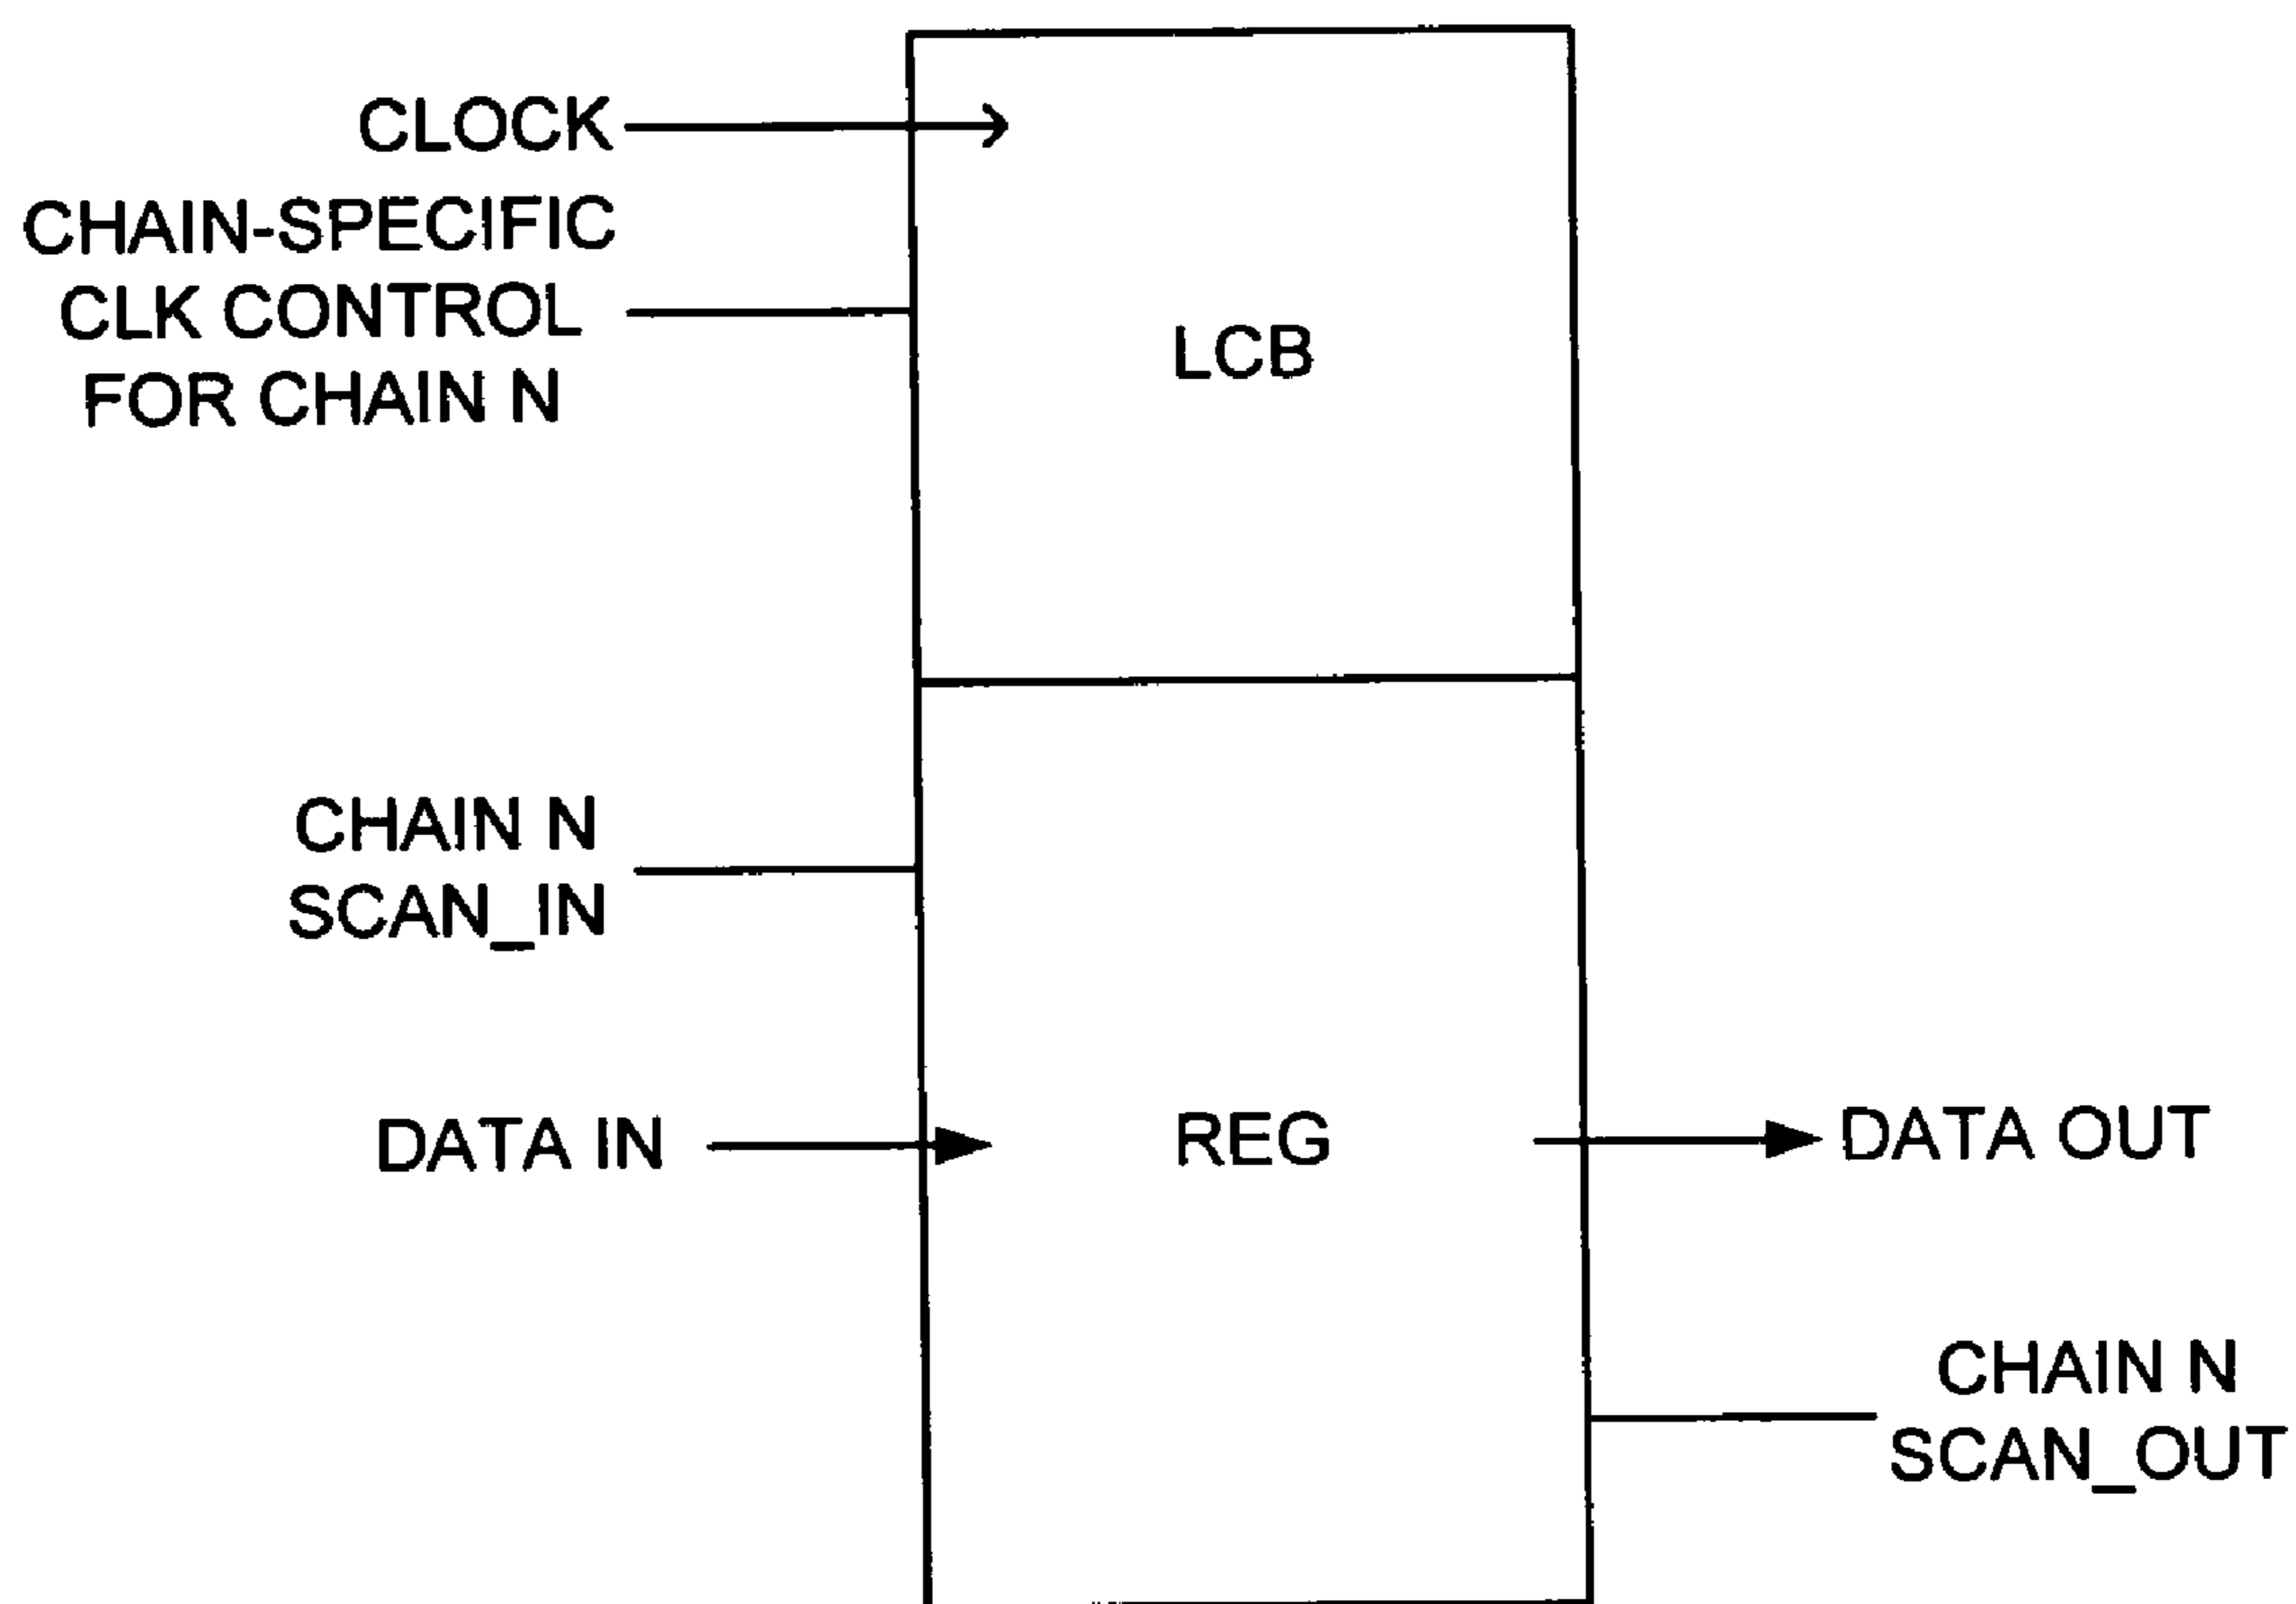 CLOCK
CHAIN-SPECIFIC
CLK CONTROL
FOR CHAIN N
LCB
CHAIN N
SCAN_IN
DATA IN
REG
DATA OUT
CHAIN N
SCAN_OUT